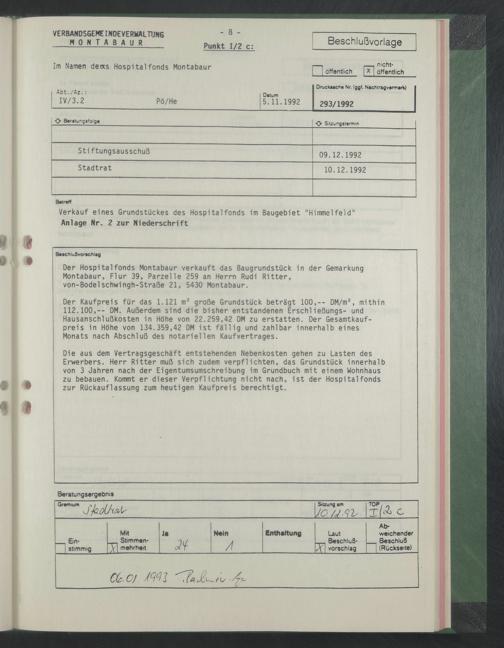 VERBANDSGEMEINDEVERWALTUNG
MONTABAUR
- 8 -
Punkt I/2 c:
Beschlußvorlage
Im Namen des Hospitalfonds Montabaur
öffentlich
X nicht-öffentlich
Abt./Az.:
IV/3.2 Pö/He
Datum
5.11.1992
Drucksache Nr. (ggf. Nachtragvermerk)
293/1992
Beratungsfolge
Sitzungstermin
Stiftungsausschuß 09.12.1992
Stadtrat 10.12.1992
Betreff
Verkauf eines Grundstückes des Hospitalfonds im Baugebiet "Himmelfeld"
Anlage Nr. 2 zur Niederschrift
Beschlußvorschlag
Der Hospitalfonds Montabaur verkauft das Baugrundstück in der Gemarkung
Montabaur, Flur 39, Parzelle 259 an Herrn Rudi Ritter,
von-Bodelschwingh-Straße 21, 5430 Montabaur.
Der Kaufpreis für das 1.121 m² große Grundstück beträgt 100,-- DM/m², mithin
112.100,-- DM. Außerdem sind die bisher entstandenen Erschließungs- und
Hausanschlußkosten in Höhe von 22.259,42 DM zu erstatten. Der Gesamtkauf-
preis in Höhe von 134.359,42 DM ist fällig und zahlbar innerhalb eines
Monats nach Abschluß des notariellen Kaufvertrages.
Die aus dem Vertragsgeschäft entstehenden Nebenkosten gehen zu Lasten des
Erwerbers. Herr Ritter muß sich zudem verpflichten, das Grundstück innerhalb
von 3 Jahren nach der Eigentumsumschreibung im Grundbuch mit einem Wohnhaus
zu bebauen. Kommt er dieser Verpflichtung nicht nach, ist der Hospitalfonds
zur Rückauflassung zum heutigen Kaufpreis berechtigt.
Beratungsergebnis
Gremium
Stadtrat
Sitzung am
10.12.92
TOP
I/2 c
Ein-
stimmig
X Mit
Stimmen-
mehrheit
Ja
24
Nein
1
Enthaltung
X Laut
Beschluß-
vorschlag
Ab-
weichender
Beschluß
(Rückseite)
06.01.1993